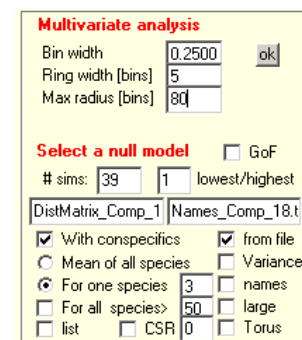 Multivariate analysis
Bin width 0.2500 ok
Ring width [bins] 5
Max radius [bins] 80
Select a null model GoF
# sims: 39 1 lowest/highest
DistMatrix_Comp_1 Names_Comp_18.t
With conspecifics from file
Mean of all species Variance
For one species 3 names
For all species> 50 large
list CSR 0 Torus